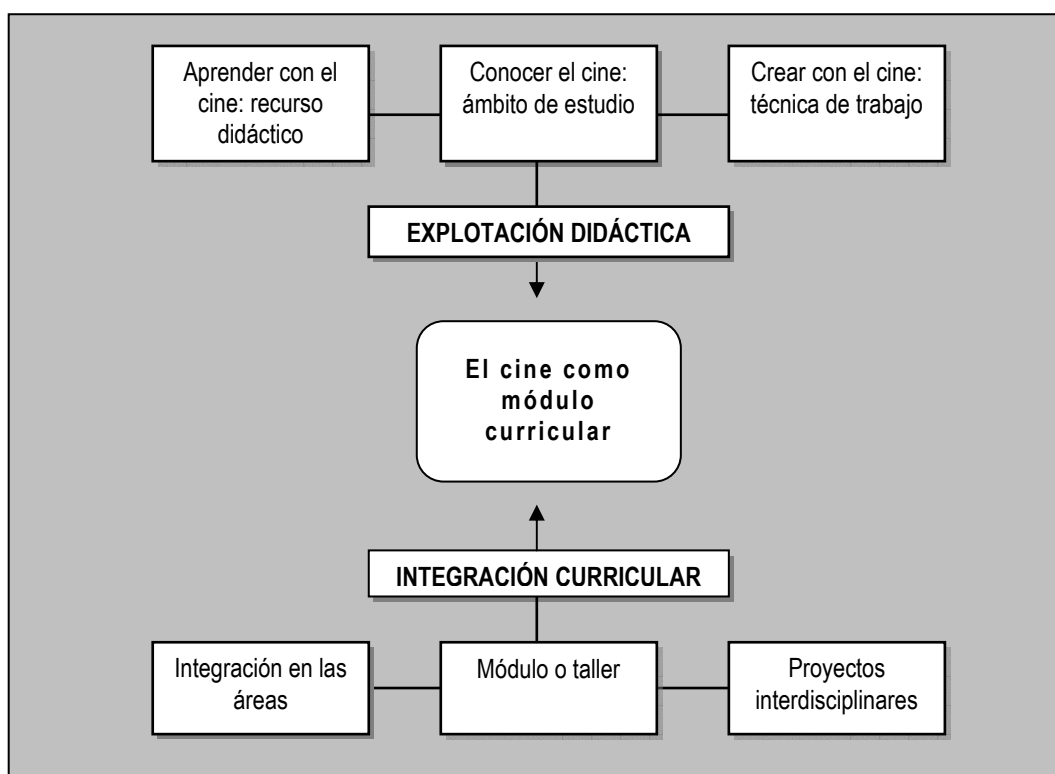 Aprender con el
cine: recurso
didáctico
Conocer el cine:
ámbito de estudio
Crear con el cine:
técnica de trabajo
EXPLOTACIÓN DIDÁCTICA
El cine como
módulo
curricular
INTEGRACIÓN CURRICULAR
Integración en las
áreas
Módulo o taller
Proyectos
interdisciplinares